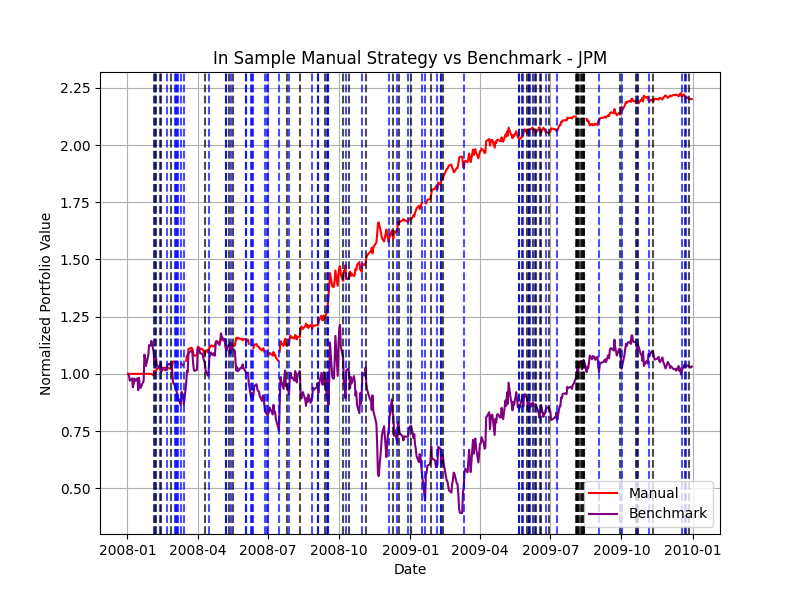 In Sample Manual Strategy vs Benchmark - JPM
Normalized Portfolio Value
2.25
2.00
1.75
1.50
1.25
1.00
0.75
0.50
Manual
Benchmark
2008-01 2008-04 2008-07 2008-10 2009-01 2009-04 2009-07 2009-10 2010-01
Date